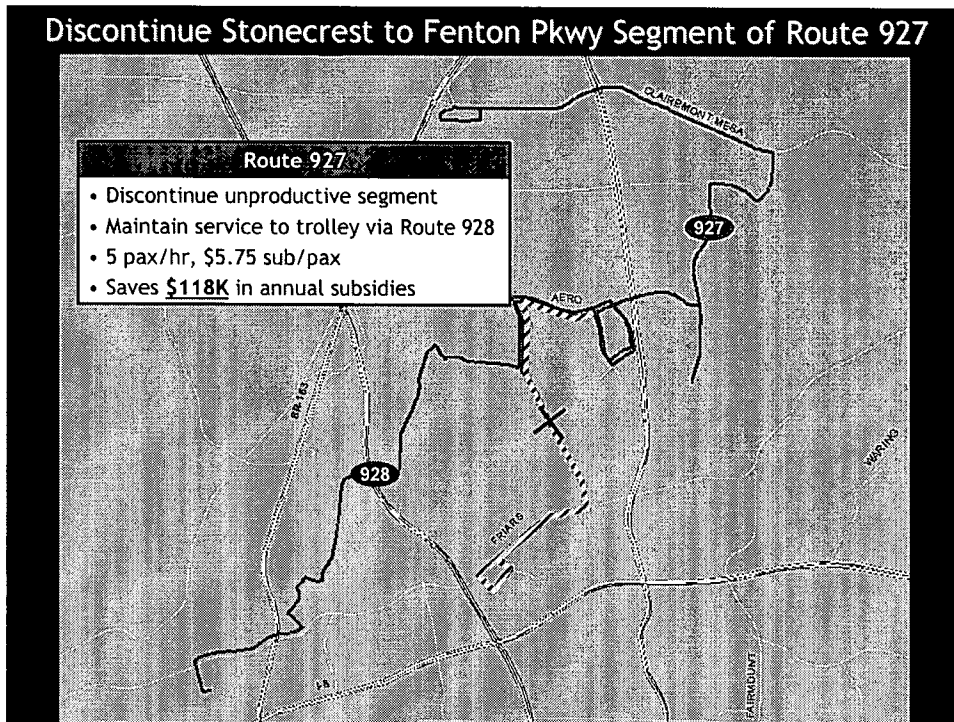 Discontinue Stonecrest to Fenton Pkwy Segment of Route 927
CLAIREMONT MESA
Route 927
• Discontinue unproductive segment
• Maintain service to trolley via Route 928
• 5 pax/hr, $5.75 sub/pax
• Saves $118K in annual subsidies
927
AERO
SR-163
928
WARING
FRIARS
I-8
FAIRMOUNT